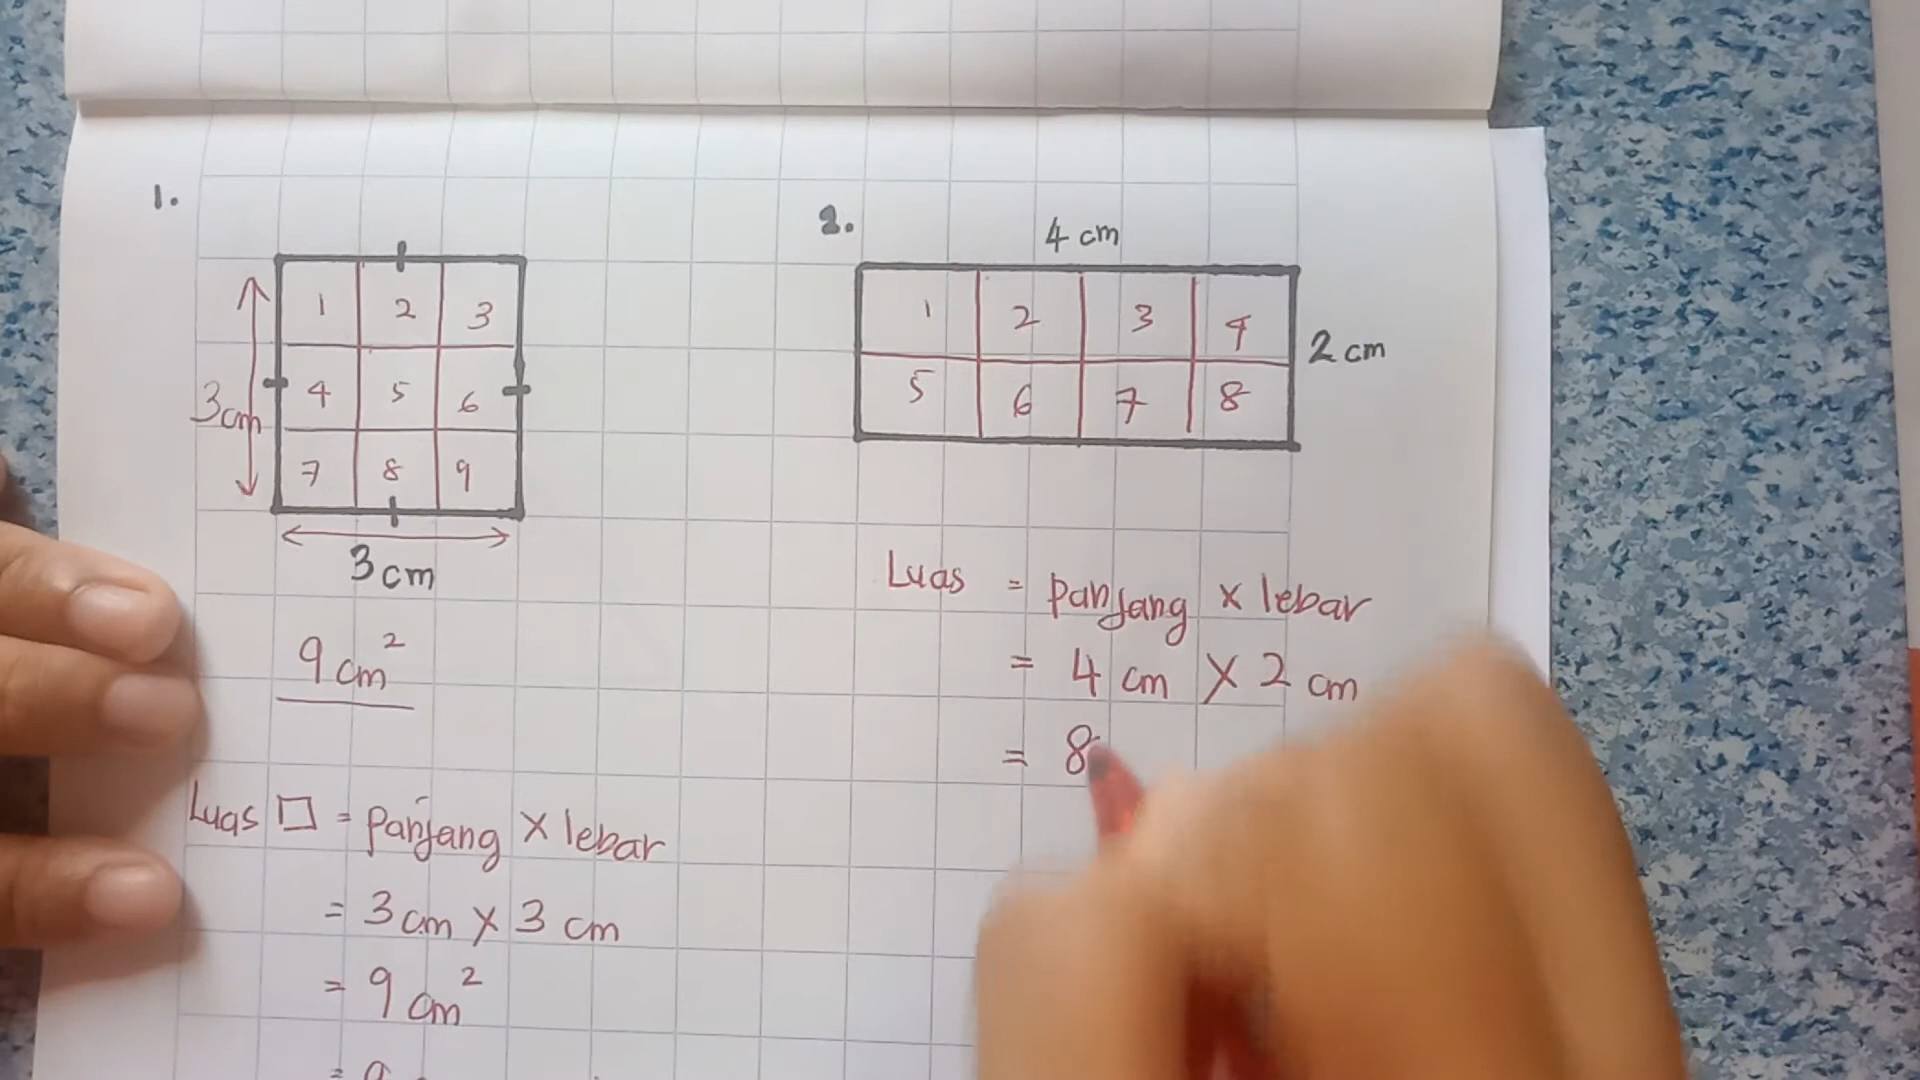 1.
1 2 3
4 5 6
7 8 9
3cm
3 cm
9 cm²
Luas □ = panjang x lebar
= 3 cm x 3 cm
= 9 cm²
=
2.
4 cm
1 2 3 4
5 6 7 8
2 cm
Luas = panjang x lebar
= 4 cm x 2 cm
= 8